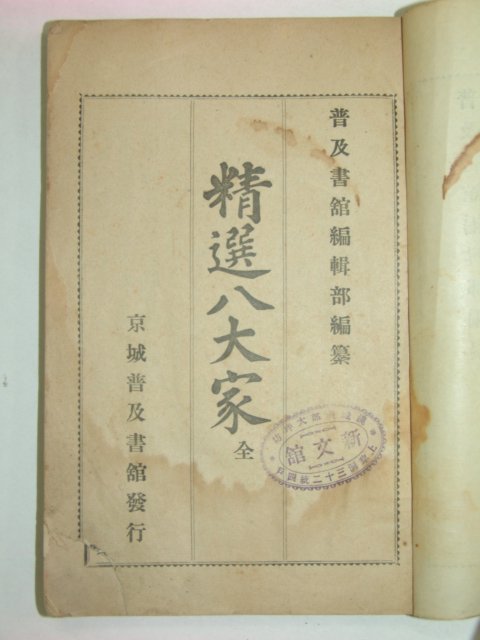 普及書舘編輯部編纂
精選八大家 全
京城普及書舘發行
新文舘